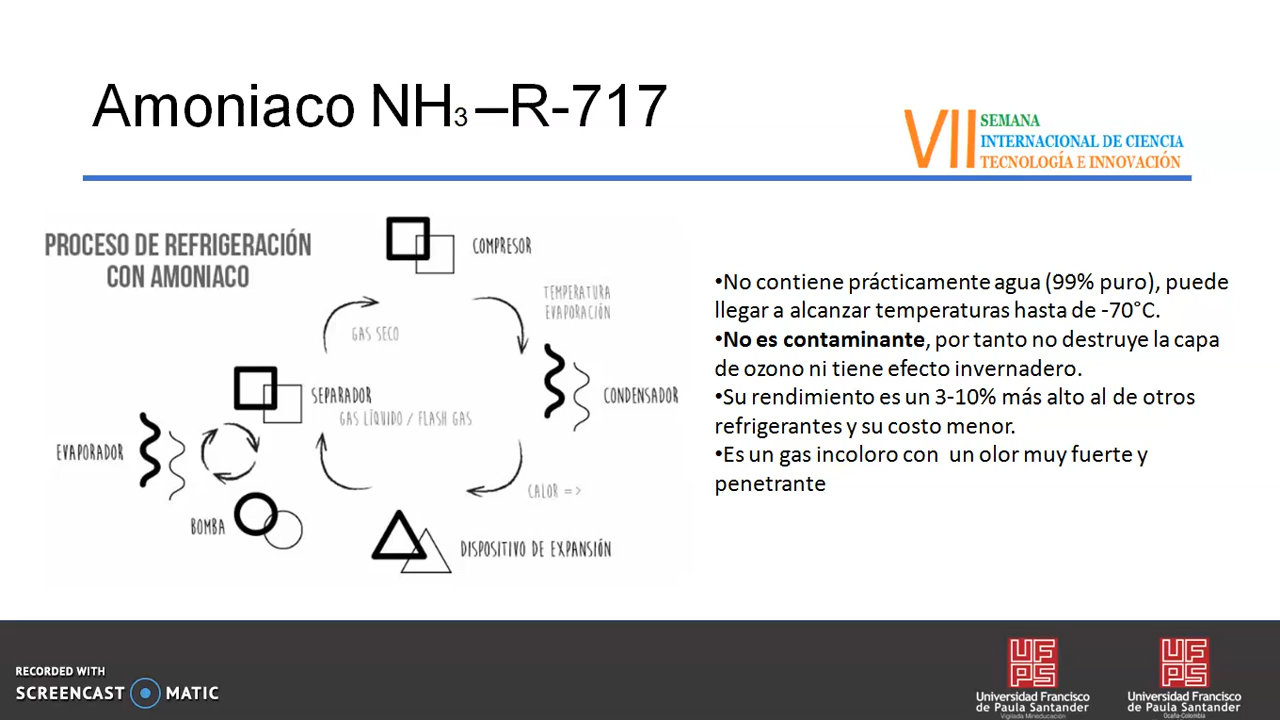 Amoniaco NH₃ –R-717
VII SEMANA
INTERNACIONAL DE CIENCIA
TECNOLOGÍA E INNOVACIÓN
PROCESO DE REFRIGERACIÓN
CON AMONIACO
COMPRESOR
TEMPERATURA
EVAPORACIÓN
GAS SECO
SEPARADOR
GAS LÍQUIDO / FLASH GAS
CONDENSADOR
EVAPORADOR
BOMBA
CALOR =>
DISPOSITIVO DE EXPANSIÓN
•No contiene prácticamente agua (99% puro), puede
llegar a alcanzar temperaturas hasta de -70°C.
•No es contaminante, por tanto no destruye la capa
de ozono ni tiene efecto invernadero.
•Su rendimiento es un 3-10% más alto al de otros
refrigerantes y su costo menor.
•Es un gas incoloro con un olor muy fuerte y
penetrante
RECORDED WITH
SCREENCAST MATIC
UFPS
Universidad Francisco
de Paula Santander
Vigilada Mineducación
UFPS
Universidad Francisco
de Paula Santander
Ocaña-Colombia